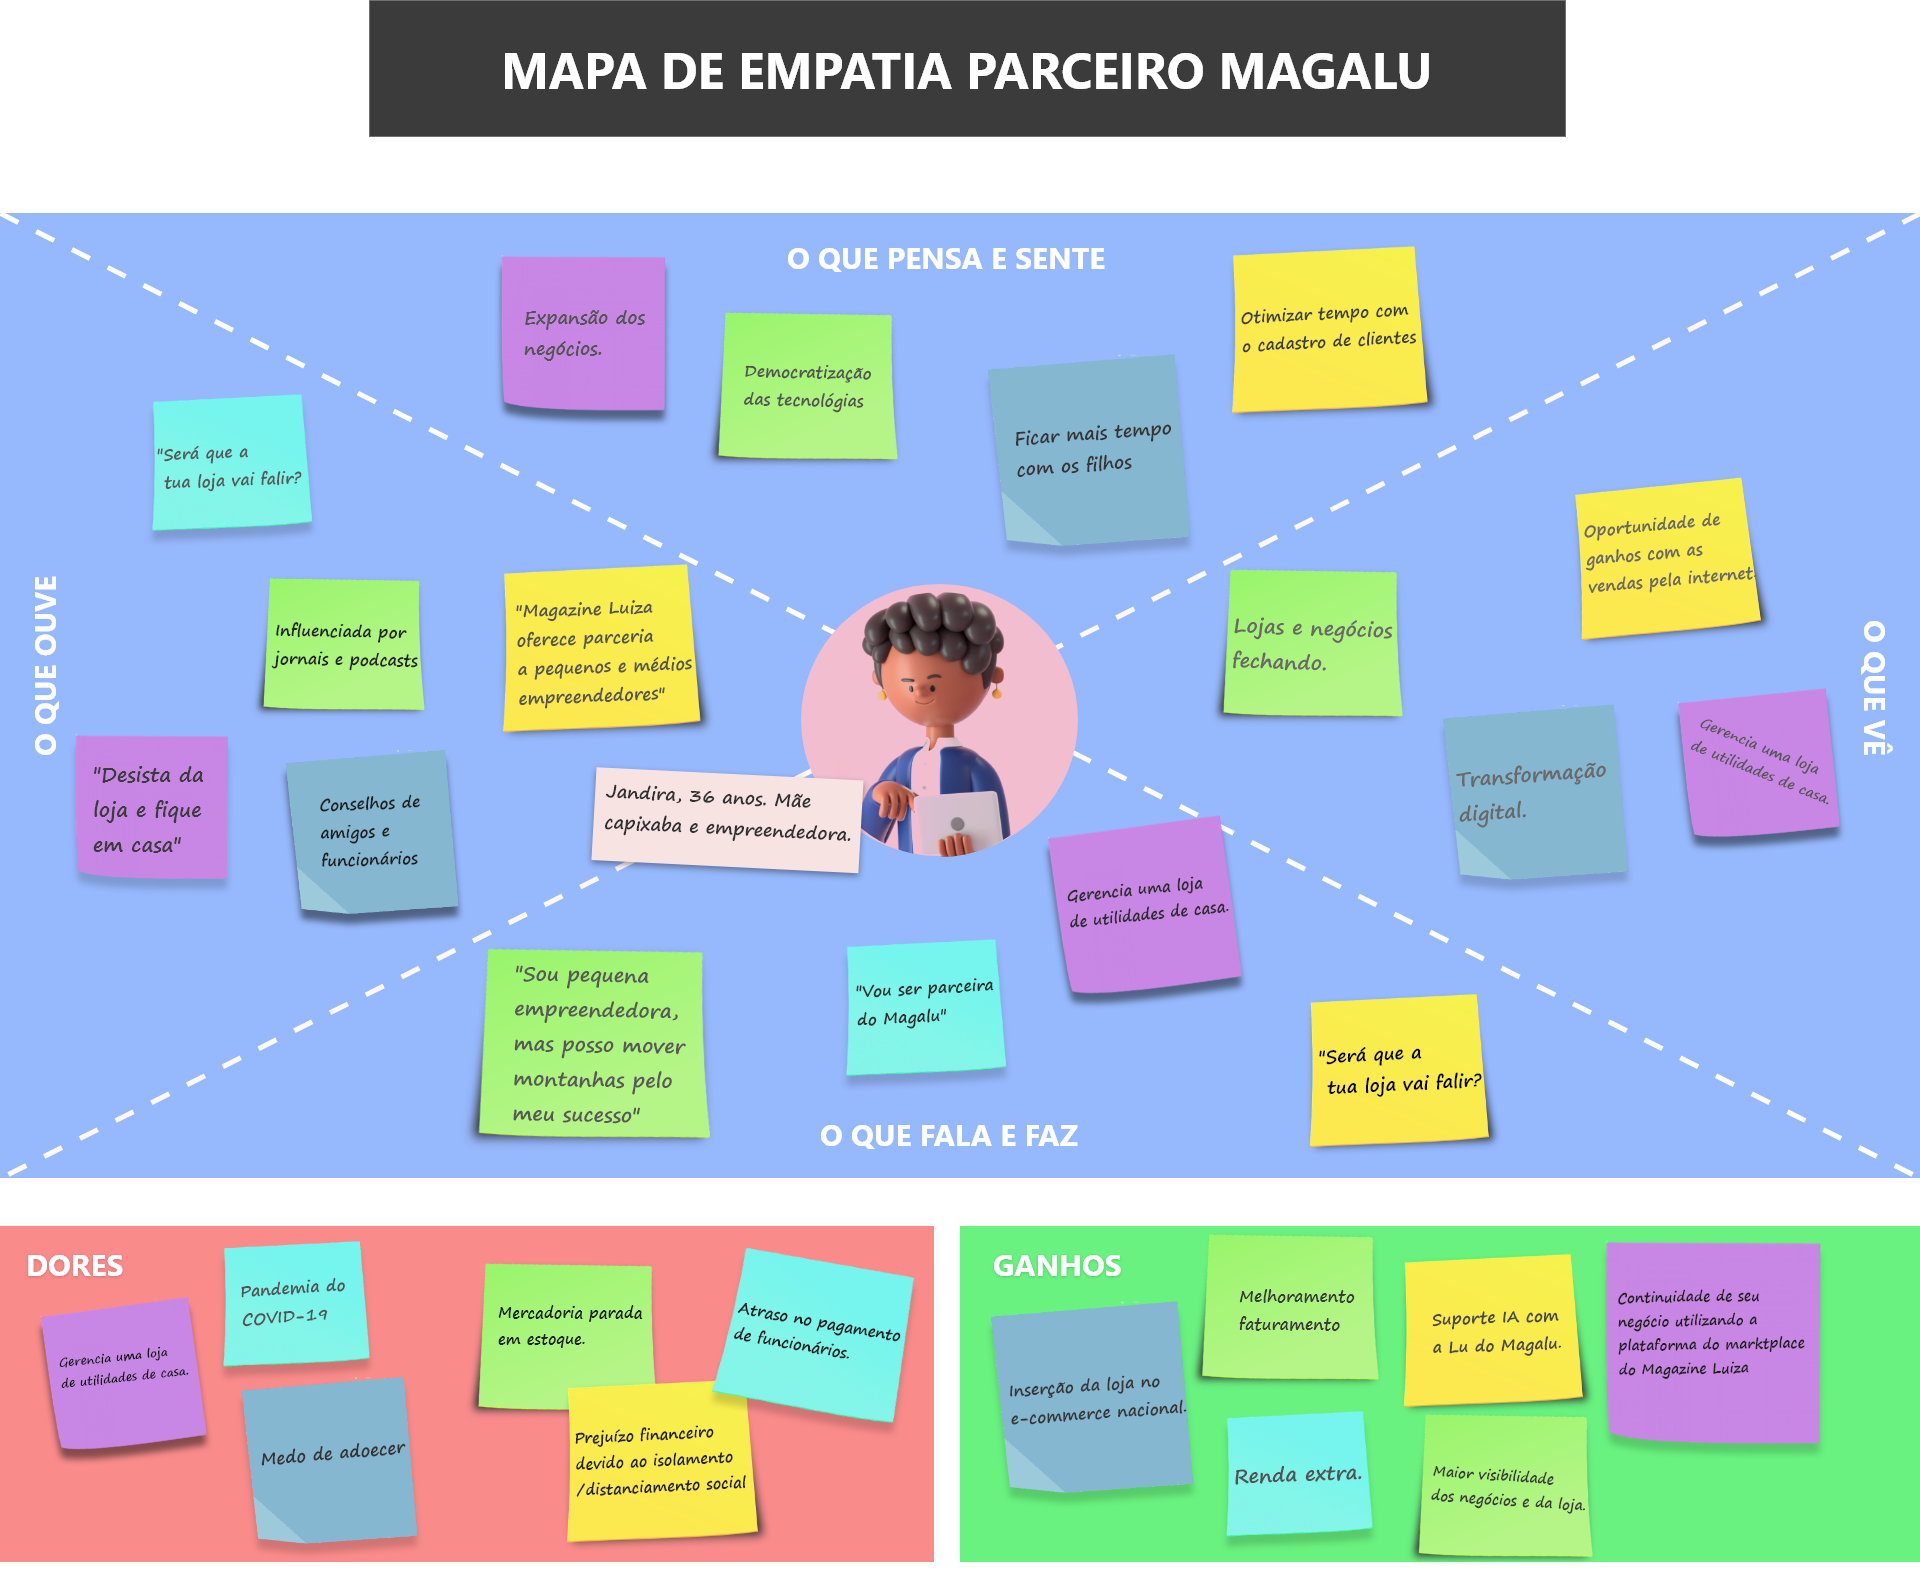 MAPA DE EMPATIA PARCEIRO MAGALU
O QUE PENSA E SENTE
Expansão dos
negócios.
Democratização
das tecnológias
Ficar mais tempo
com os filhos
Otimizar tempo com
o cadastro de clientes
O QUE OUVE
"Será que a
tua loja vai falir?
Influenciada por
jornais e podcasts
"Magazine Luiza
oferece parceria
a pequenos e médios
empreendedores"
"Desista da
loja e fique
em casa"
Conselhos de
amigos e
funcionários
Jandira, 36 anos. Mãe
capixaba e empreendedora.
O QUE VÊ
Oportunidade de
ganhos com as
vendas pela internet.
Lojas e negócios
fechando.
Transformação
digital.
Gerencia uma loja
de utilidades de casa.
Gerencia uma loja
de utilidades de casa.
"Sou pequena
empreendedora,
mas posso mover
montanhas pelo
meu sucesso"
"Vou ser parceira
do Magalu"
"Será que a
tua loja vai falir?
O QUE FALA E FAZ
DORES
Gerencia uma loja
de utilidades de casa.
Pandemia do
COVID-19
Medo de adoecer
Mercadoria parada
em estoque.
Prejuízo financeiro
devido ao isolamento
/distanciamento social
Atraso no pagamento
de funcionários.
GANHOS
Inserção da loja no
e-commerce nacional.
Melhoramento
faturamento
Renda extra.
Suporte IA com
a Lu do Magalu.
Maior visibilidade
dos negócios e da loja.
Continuidade de seu
negócio utilizando a
plataforma do marktplace
do Magazine Luiza